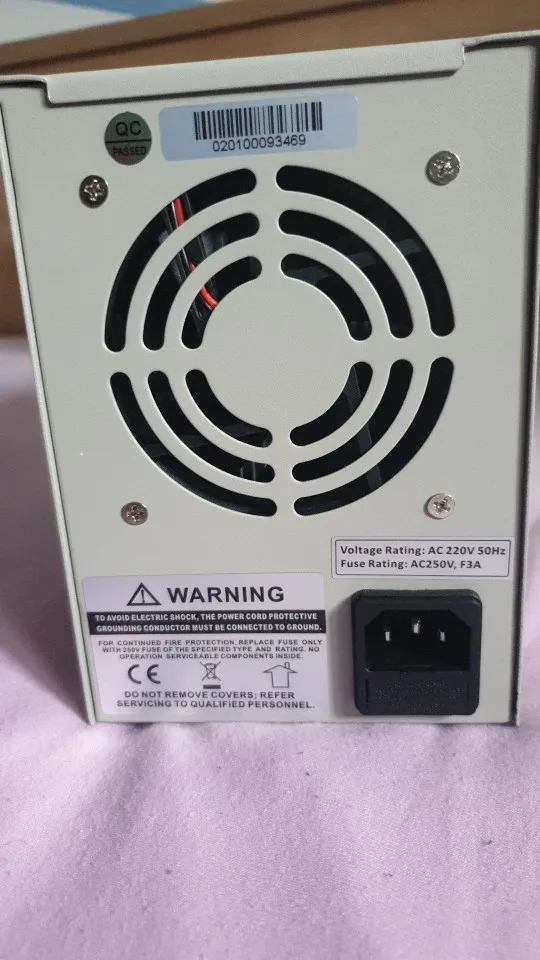 QC
PASSED
020100093469
Voltage Rating: AC 220V 50Hz
Fuse Rating: AC250V, F3A
WARNING
TO AVOID ELECTRIC SHOCK, THE POWER CORD PROTECTIVE
GROUNDING CONDUCTOR MUST BE CONNECTED TO GROUND.
FOR CONTINUED FIRE PROTECTION, REPLACE FUSE ONLY
WITH 250V FUSE OF THE SPECIFIED TYPE AND RATING. NO
OPERATION SERVICEABLE COMPONENTS INSIDE.
CE
DO NOT REMOVE COVERS; REFER
SERVICING TO QUALIFIED PERSONNEL.